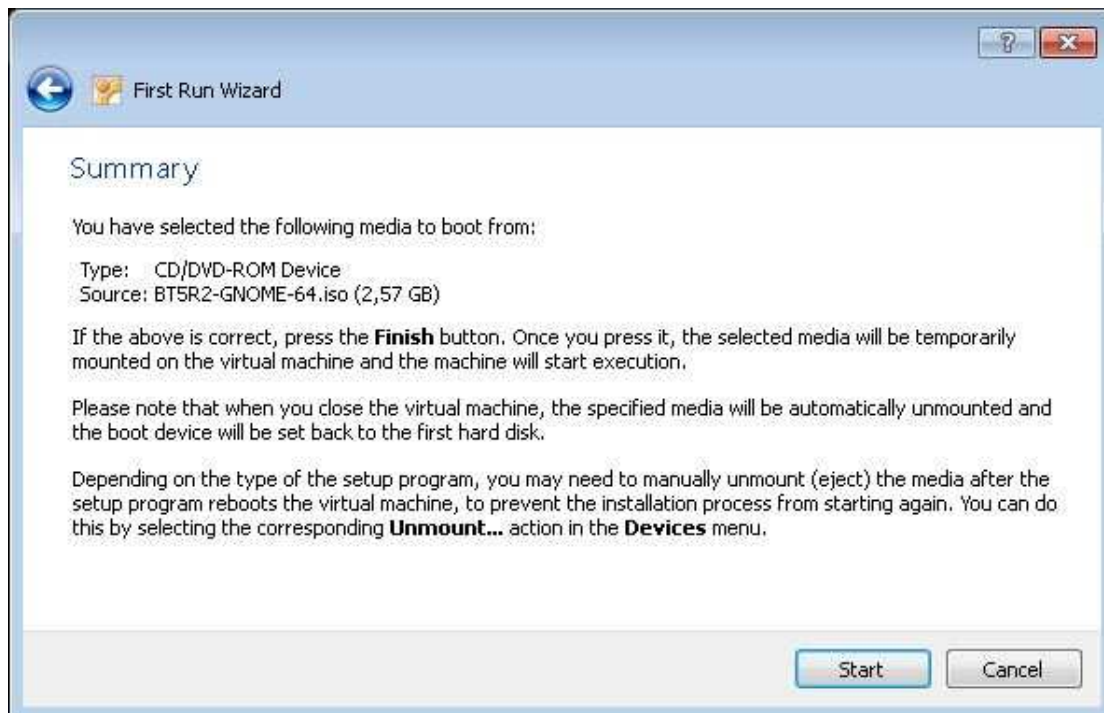 First Run Wizard
Summary
You have selected the following media to boot from:
Type: CD/DVD-ROM Device
Source: BT5R2-GNOME-64.iso (2,57 GB)
If the above is correct, press the Finish button. Once you press it, the selected media will be temporarily
mounted on the virtual machine and the machine will start execution.
Please note that when you close the virtual machine, the specified media will be automatically unmounted and
the boot device will be set back to the first hard disk.
Depending on the type of the setup program, you may need to manually unmount (eject) the media after the
setup program reboots the virtual machine, to prevent the installation process from starting again. You can do
this by selecting the corresponding Unmount... action in the Devices menu.
Start Cancel